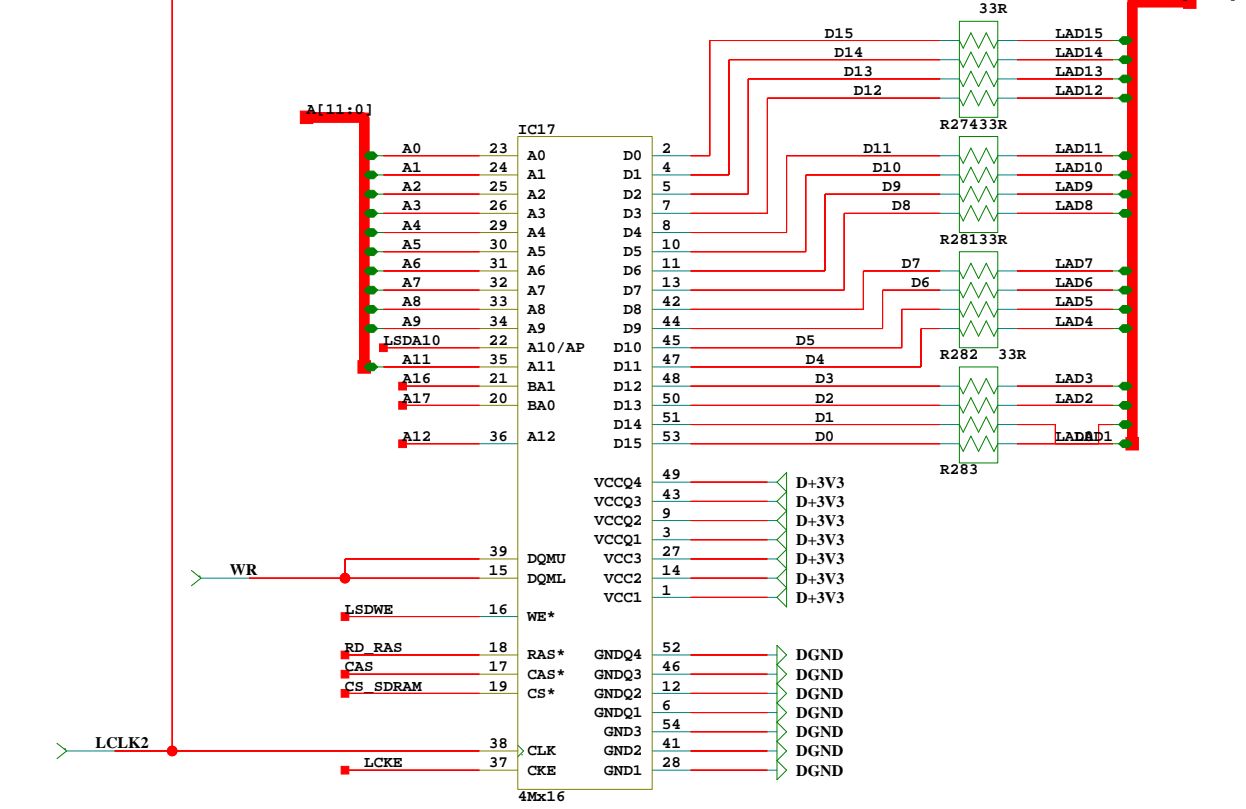 33R
D15 LAD15
D14 LAD14
D13 LAD13
D12 LAD12
A[11:0]
R27433R
IC17
A0 23 A0 D0 2 D11 LAD11
A1 24 A1 D1 4 D10 LAD10
A2 25 A2 D2 5 D9 LAD9
A3 26 A3 D3 7 D8 LAD8
A4 29 A4 D4 8
R28133R
A5 30 A5 D5 10
A6 31 A6 D6 11 D7 LAD7
A7 32 A7 D7 13 D6 LAD6
A8 33 A8 D8 42 LAD5
A9 34 A9 D9 44 LAD4
LSDA10 22 A10/AP D10 45 D5
R282 33R
A11 35 A11 D11 47 D4
A16 21 BA1 D12 48 D3 LAD3
A17 20 BA0 D13 50 D2 LAD2
D14 51 D1
A12 36 A12 D15 53 D0 LAD0 LAD1
R283
VCCQ4 49 D+3V3
VCCQ3 43 D+3V3
VCCQ2 9 D+3V3
VCCQ1 3 D+3V3
39 DQMU VCC3 27 D+3V3
WR 15 DQML VCC2 14 D+3V3
VCC1 1 D+3V3
LSDWE 16 WE*
RD_RAS 18 RAS* GNDQ4 52 DGND
CAS 17 CAS* GNDQ3 46 DGND
CS_SDRAM 19 CS* GNDQ2 12 DGND
GNDQ1 6 DGND
GND3 54 DGND
LCLK2 38 CLK GND2 41 DGND
LCKE 37 CKE GND1 28 DGND
4Mx16